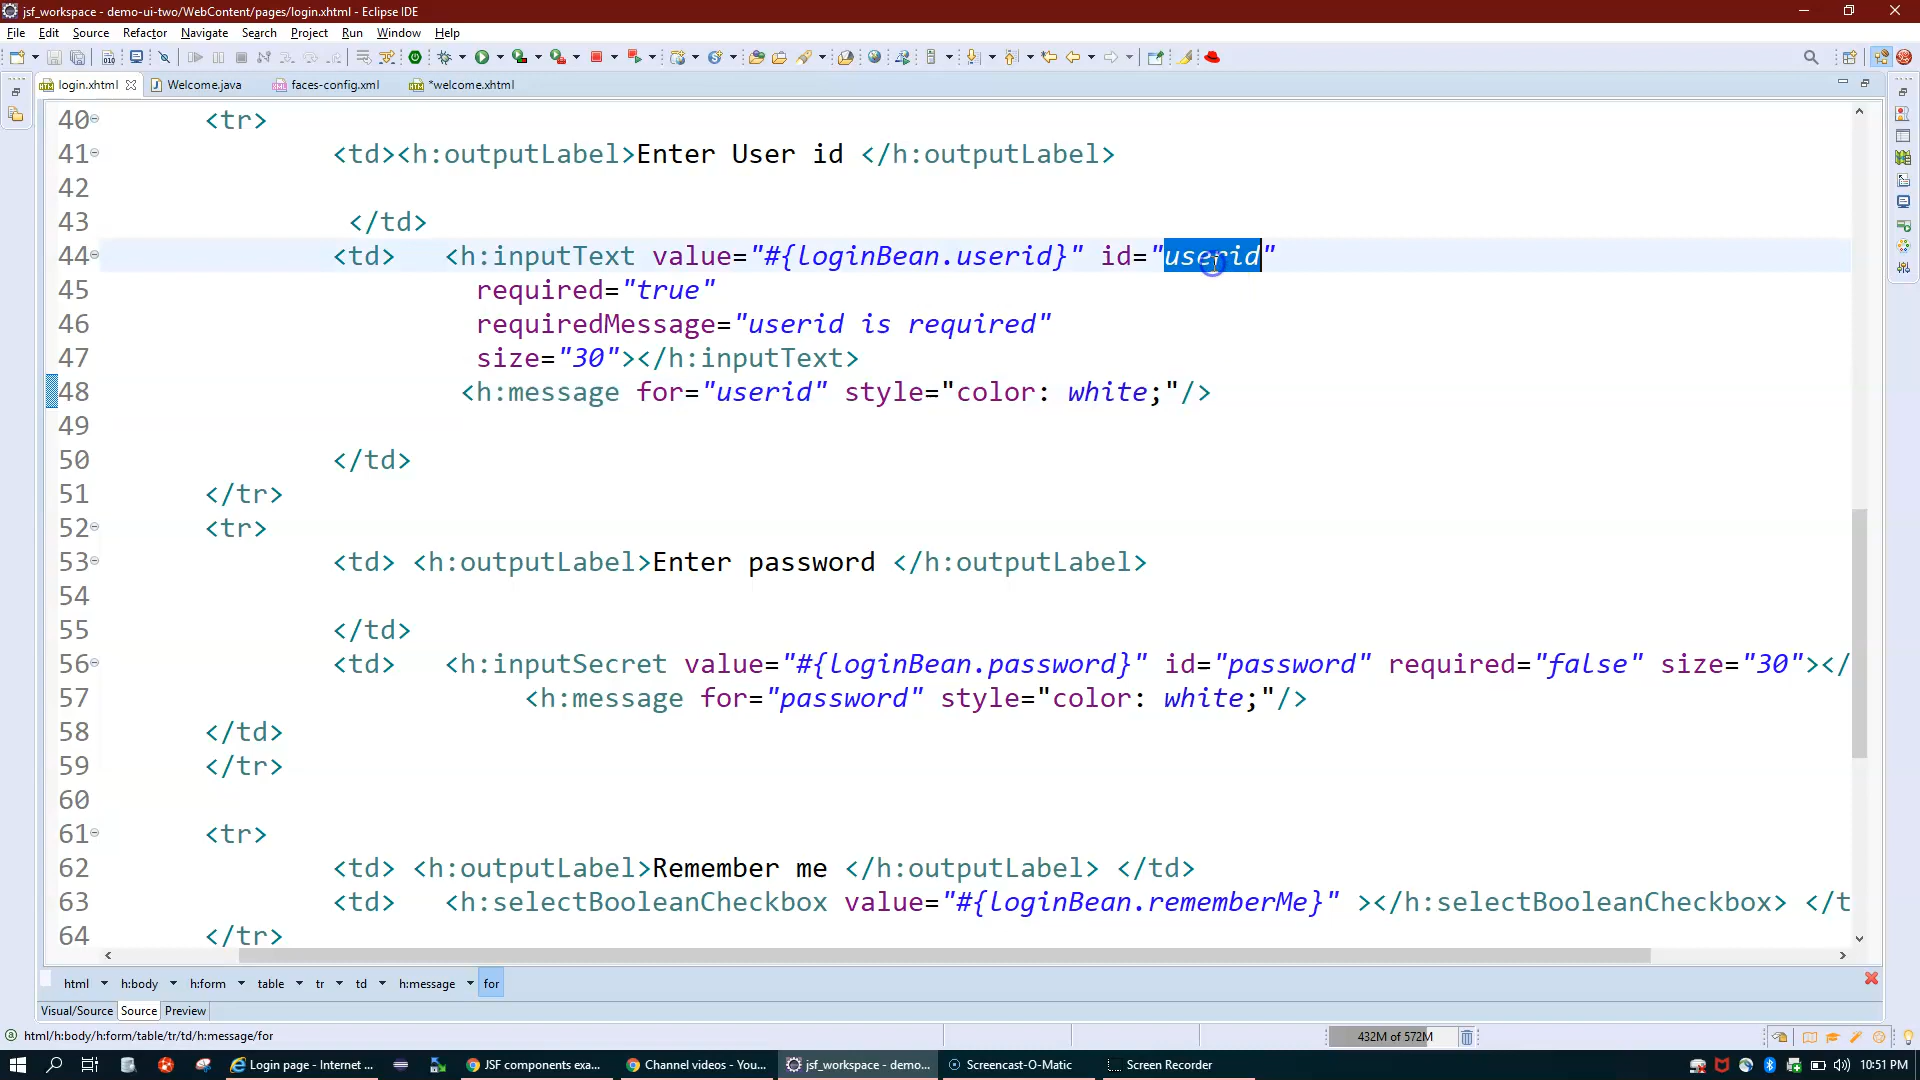 jsf_workspace - demo-ui-two/WebContent/pages/login.xhtml - Eclipse IDE
File Edit Source Refactor Navigate Search Project Run Window Help
login.xhtml Welcome.java faces-config.xml *welcome.xhtml
40 <tr>
41 <td><h:outputLabel>Enter User id </h:outputLabel>
42
43 </td>
44 <td> <h:inputText value="#{loginBean.userid}" id="userid"
45 required="true"
46 requiredMessage="userid is required"
47 size="30"></h:inputText>
48 <h:message for="userid" style="color: white;"/>
49
50 </td>
51 </tr>
52 <tr>
53 <td> <h:outputLabel>Enter password </h:outputLabel>
54
55 </td>
56 <td> <h:inputSecret value="#{loginBean.password}" id="password" required="false" size="30"></
57 <h:message for="password" style="color: white;"/>
58 </td>
59 </tr>
60
61 <tr>
62 <td> <h:outputLabel>Remember me </h:outputLabel> </td>
63 <td> <h:selectBooleanCheckbox value="#{loginBean.rememberMe}" ></h:selectBooleanCheckbox> </t
64 </tr>
html h:body h:form table tr td h:message for
Visual/Source Source Preview
html/h:body/h:form/table/tr/td/h:message/for
432M of 572M
Login page - Internet ... JSF components exa... Channel videos - You... jsf_workspace - demo... Screencast-O-Matic Screen Recorder 10:51 PM